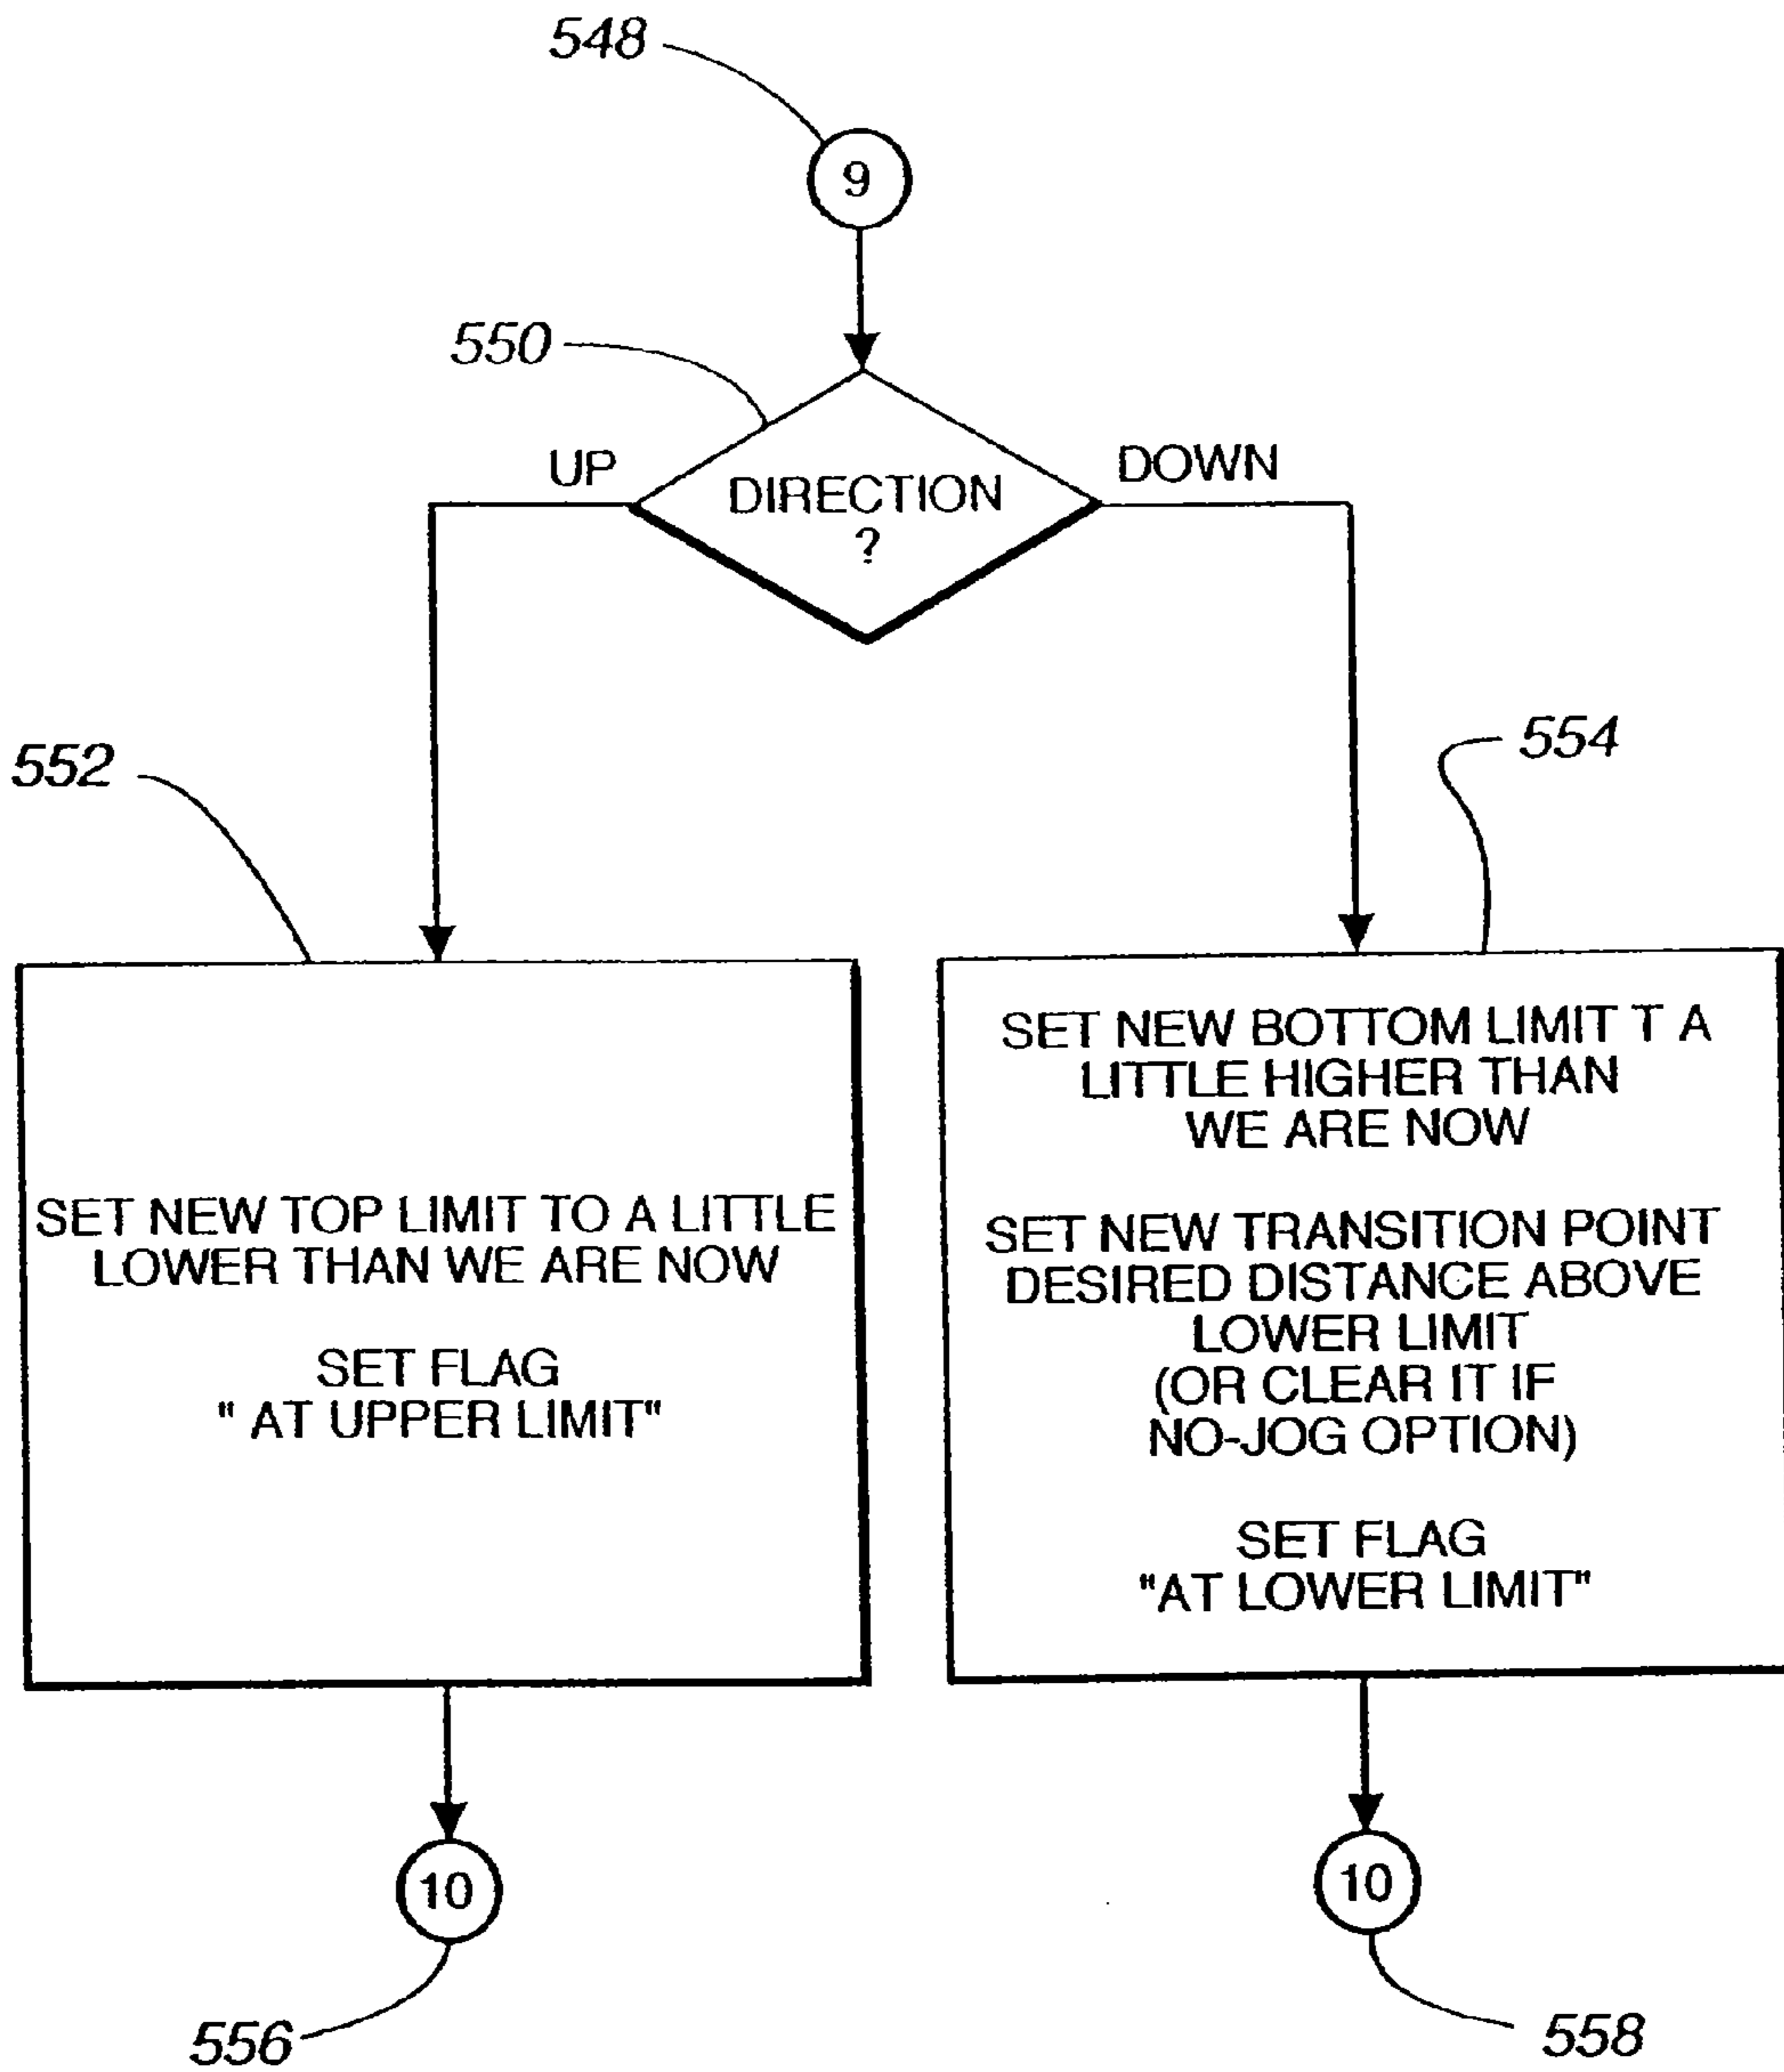 548
9
550
UP
DOWN
DIRECTION
?
552
554
SET NEW TOP LIMIT TO A LITTLE
LOWER THAN WE ARE NOW
SET FLAG
" AT UPPER LIMIT"
SET NEW BOTTOM LIMIT T A
LITTLE HIGHER THAN
WE ARE NOW
SET NEW TRANSITION POINT
DESIRED DISTANCE ABOVE
LOWER LIMIT
(OR CLEAR IT IF
NO-JOG OPTION)
SET FLAG
"AT LOWER LIMIT"
10
10
556
558